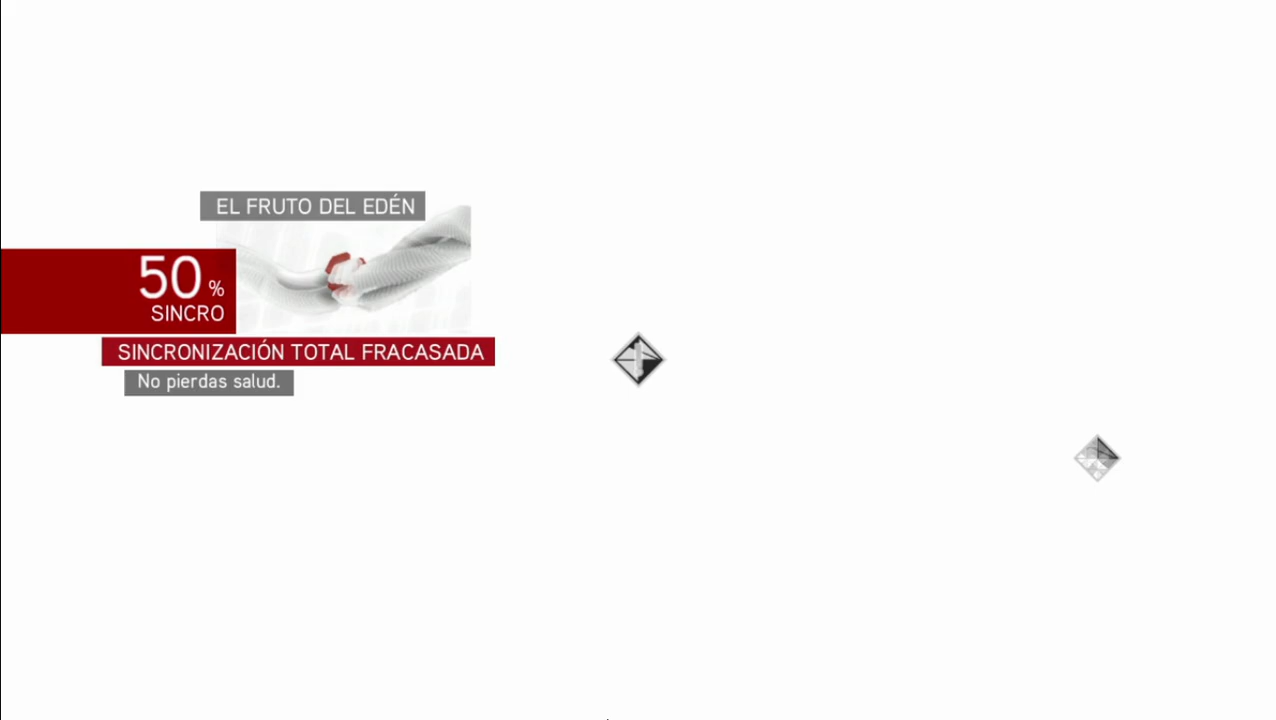 EL FRUTO DEL EDÉN
50 %
SINCRO
SINCRONIZACIÓN TOTAL FRACASADA
No pierdas salud.